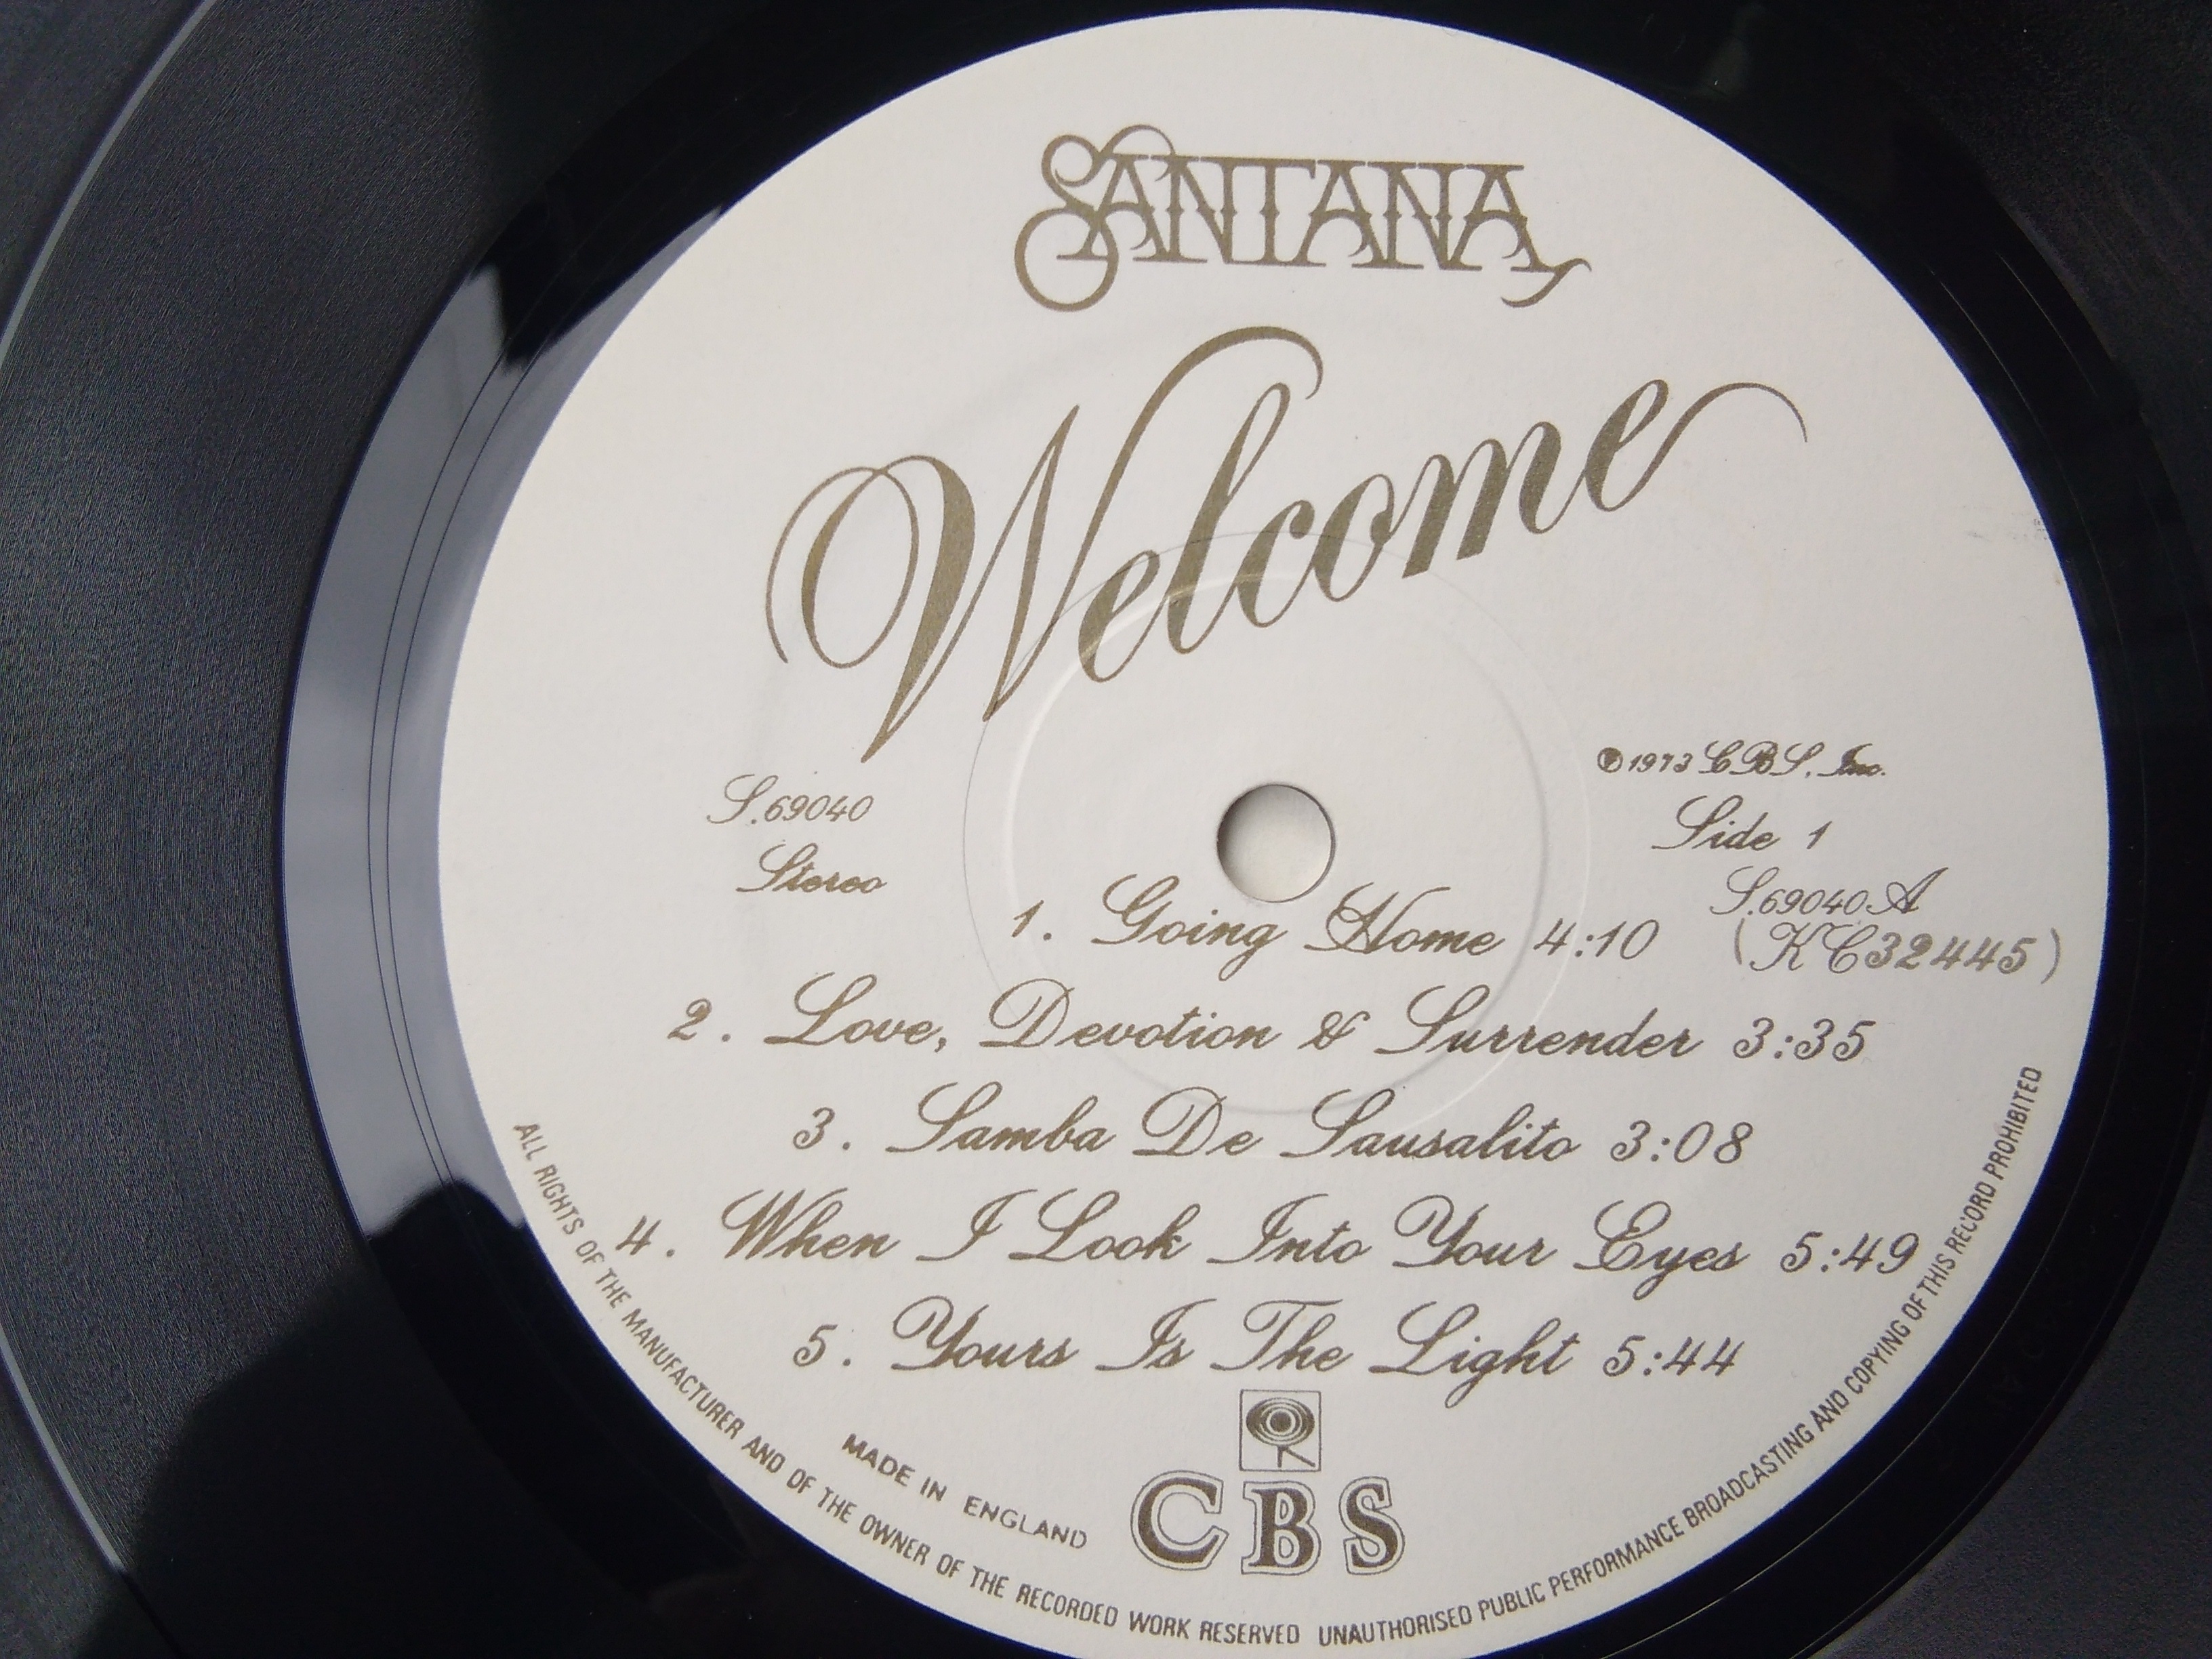 SANTANA
Welcome
S.69040
Stereo
℗1973 CBS, Inc.
Side 1
S.69040A
(KC32445)
1. Going Home 4:10
2. Love, Devotion & Surrender 3:35
3. Samba De Sausalito 3:08
4. When I Look Into Your Eyes 5:49
5. Yours Is The Light 5:44
CBS
MADE IN ENGLAND
ALL RIGHTS OF THE MANUFACTURER AND OF THE OWNER OF THE RECORDED WORK RESERVED UNAUTHORISED PUBLIC PERFORMANCE BROADCASTING AND COPYING OF THIS RECORD PROHIBITED